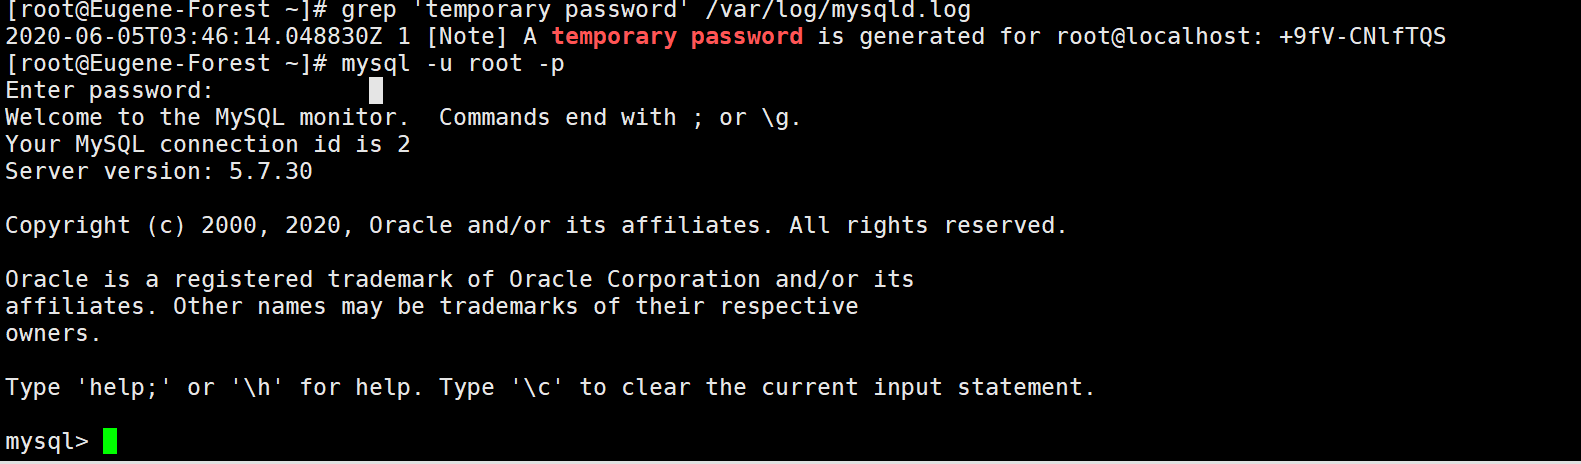 [root@Eugene-Forest ~]# grep 'temporary password' /var/log/mysqld.log
2020-06-05T03:46:14.048830Z 1 [Note] A temporary password is generated for root@localhost: +9fV-CNlfTQS
[root@Eugene-Forest ~]# mysql -u root -p
Enter password:
Welcome to the MySQL monitor.  Commands end with ; or \g.
Your MySQL connection id is 2
Server version: 5.7.30
Copyright (c) 2000, 2020, Oracle and/or its affiliates. All rights reserved.
Oracle is a registered trademark of Oracle Corporation and/or its
affiliates. Other names may be trademarks of their respective
owners.
Type 'help;' or '\h' for help. Type '\c' to clear the current input statement.
mysql>